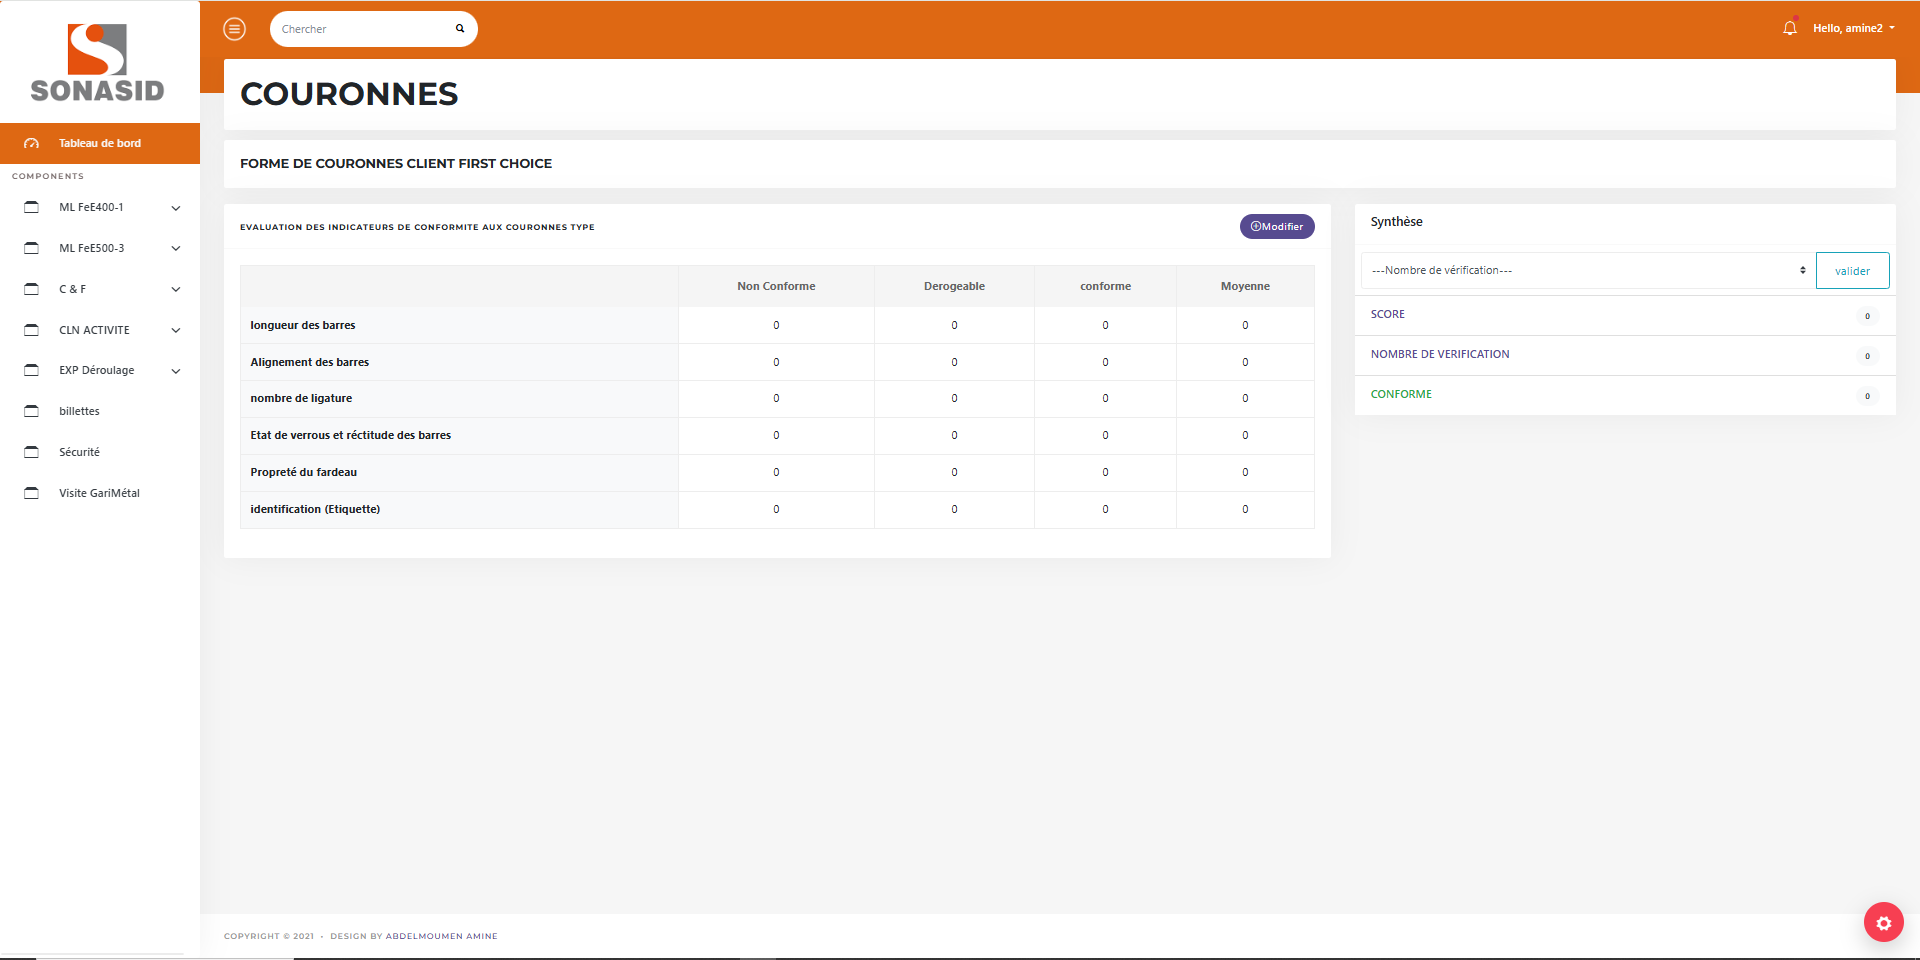 SONASID
Chercher
Hello, amine2
COURONNES
Tableau de bord
COMPONENTS
ML FeE400-1
ML FeE500-3
C & F
CLN ACTIVITE
EXP Déroulage
billettes
Sécurité
Visite GariMétal
FORME DE COURONNES CLIENT FIRST CHOICE
EVALUATION DES INDICATEURS DE CONFORMITE AUX COURONNES TYPE
Modifier
Non Conforme Derogeable conforme Moyenne
longueur des barres 0 0 0 0
Alignement des barres 0 0 0 0
nombre de ligature 0 0 0 0
Etat de verrous et réctitude des barres 0 0 0 0
Propreté du fardeau 0 0 0 0
identification (Etiquette) 0 0 0 0
Synthèse
---Nombre de vérification---
valider
SCORE 0
NOMBRE DE VERIFICATION 0
CONFORME 0
COPYRIGHT © 2021 • DESIGN BY ABDELMOUMEN AMINE